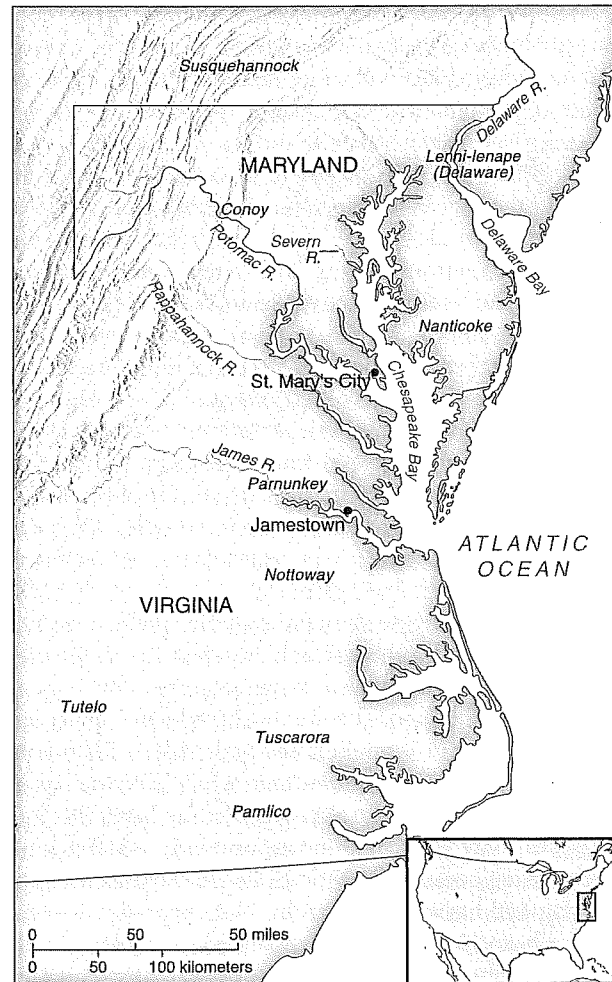 Susquehannock
Delaware R.
MARYLAND
Lenni-lenape
(Delaware)
Conoy
Potomac R.
Severn
R.
Delaware Bay
Rappahannock R.
Nanticoke
St. Mary's City
Chesapeake Bay
James R.
Parnunkey
Jamestown
ATLANTIC
OCEAN
Nottoway
VIRGINIA
Tutelo
Tuscarora
Pamlico
0 50 50 miles
0 50 100 kilometers